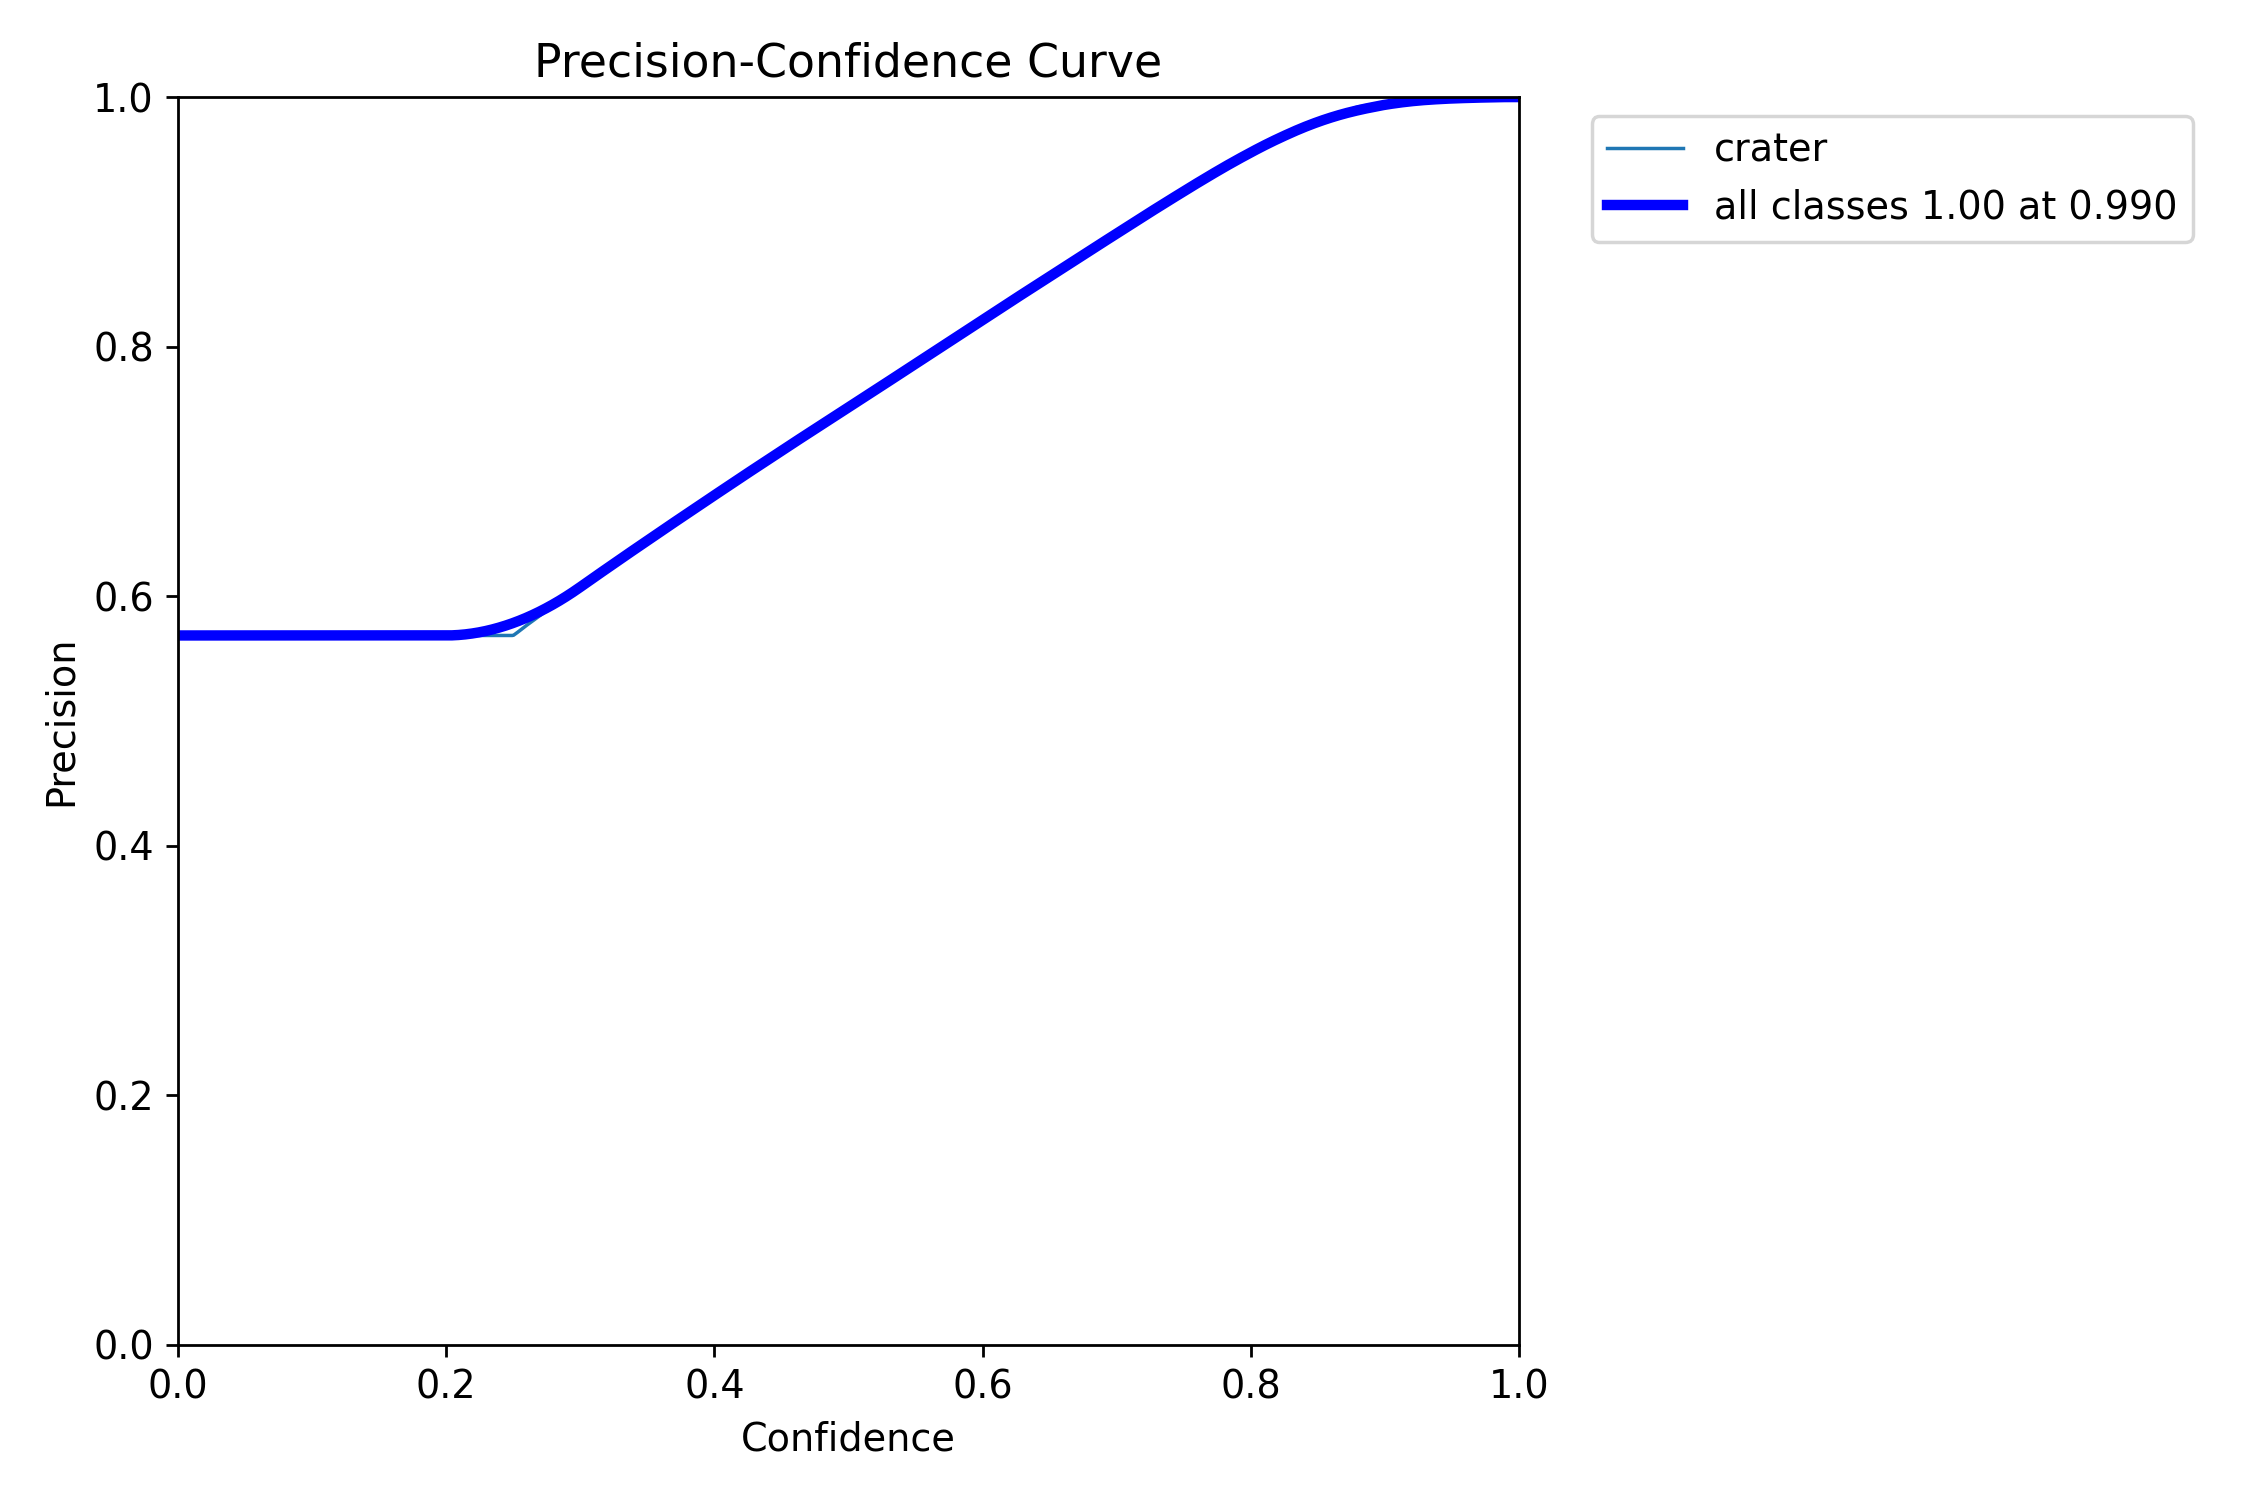 Precision-Confidence Curve
1.0
0.8
0.6
0.4
0.2
0.0
Precision
0.0 0.2 0.4 0.6 0.8 1.0
Confidence
crater
all classes 1.00 at 0.990